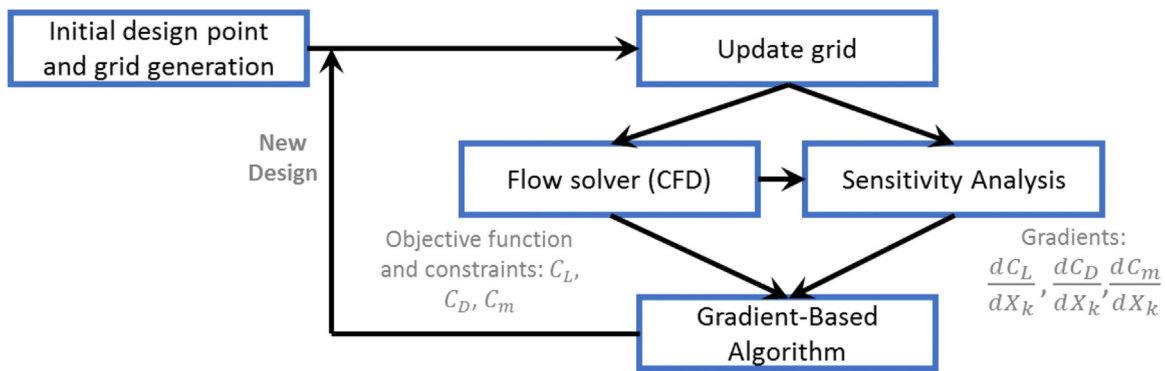 Initial design point
and grid generation
Update grid
New
Design
Flow solver (CFD)
Sensitivity Analysis
Objective function
and constraints: C_L,
C_D, C_m
Gradients:
dC_L/dX_k, dC_D/dX_k, dC_m/dX_k
Gradient-Based
Algorithm